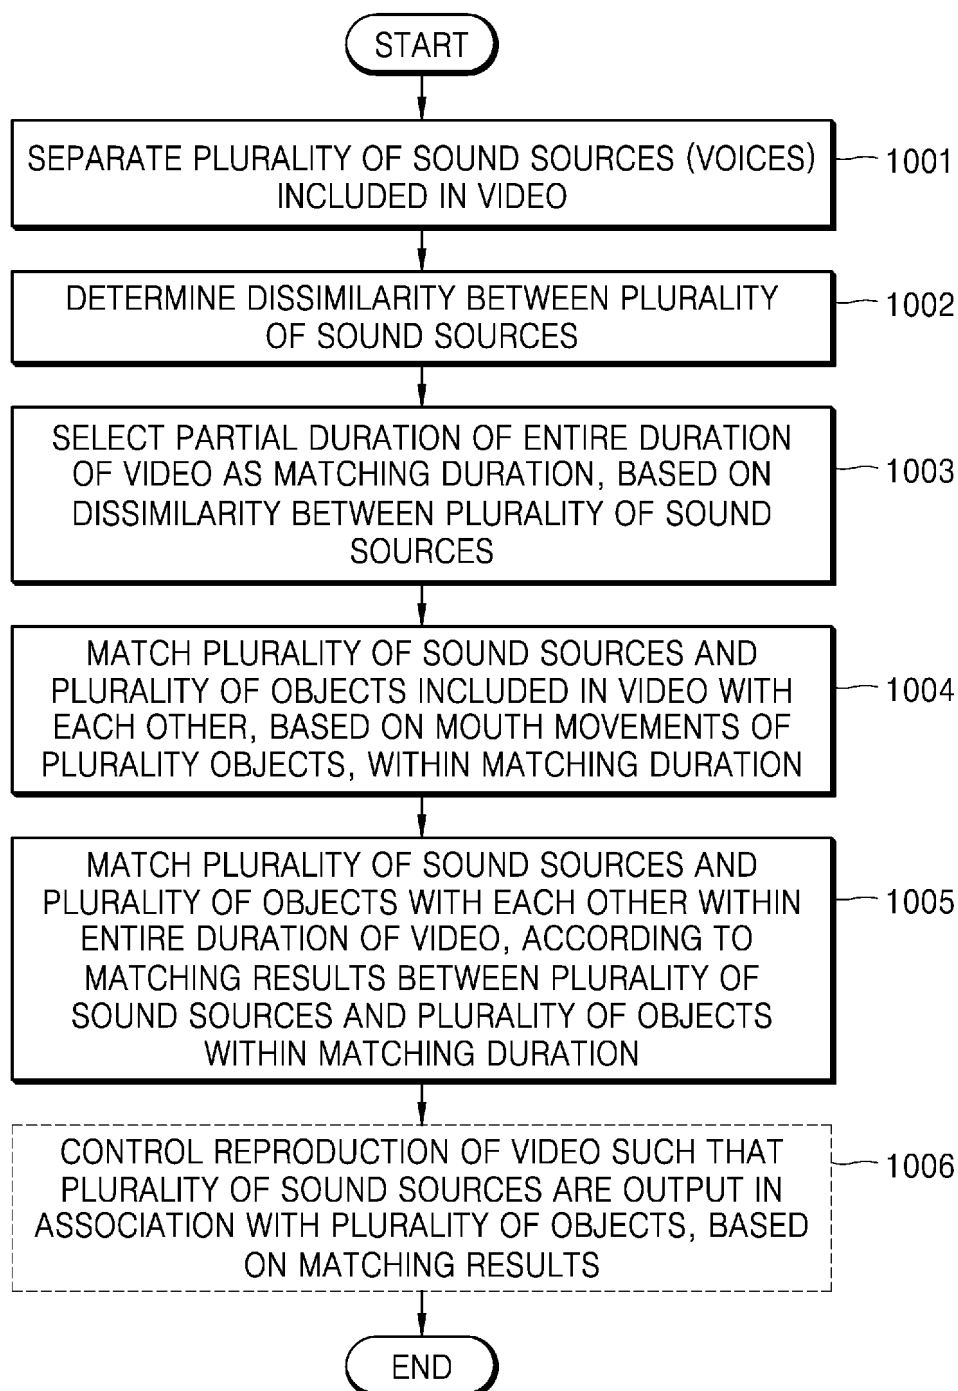 START
SEPARATE PLURALITY OF SOUND SOURCES (VOICES)
INCLUDED IN VIDEO
1001
DETERMINE DISSIMILARITY BETWEEN PLURALITY
OF SOUND SOURCES
1002
SELECT PARTIAL DURATION OF ENTIRE DURATION
OF VIDEO AS MATCHING DURATION, BASED ON
DISSIMILARITY BETWEEN PLURALITY OF SOUND
SOURCES
1003
MATCH PLURALITY OF SOUND SOURCES AND
PLURALITY OF OBJECTS INCLUDED IN VIDEO WITH
EACH OTHER, BASED ON MOUTH MOVEMENTS OF
PLURALITY OBJECTS, WITHIN MATCHING DURATION
1004
MATCH PLURALITY OF SOUND SOURCES AND
PLURALITY OF OBJECTS WITH EACH OTHER WITHIN
ENTIRE DURATION OF VIDEO, ACCORDING TO
MATCHING RESULTS BETWEEN PLURALITY OF
SOUND SOURCES AND PLURALITY OF OBJECTS
WITHIN MATCHING DURATION
1005
CONTROL REPRODUCTION OF VIDEO SUCH THAT
PLURALITY OF SOUND SOURCES ARE OUTPUT IN
ASSOCIATION WITH PLURALITY OF OBJECTS, BASED
ON MATCHING RESULTS
1006
END